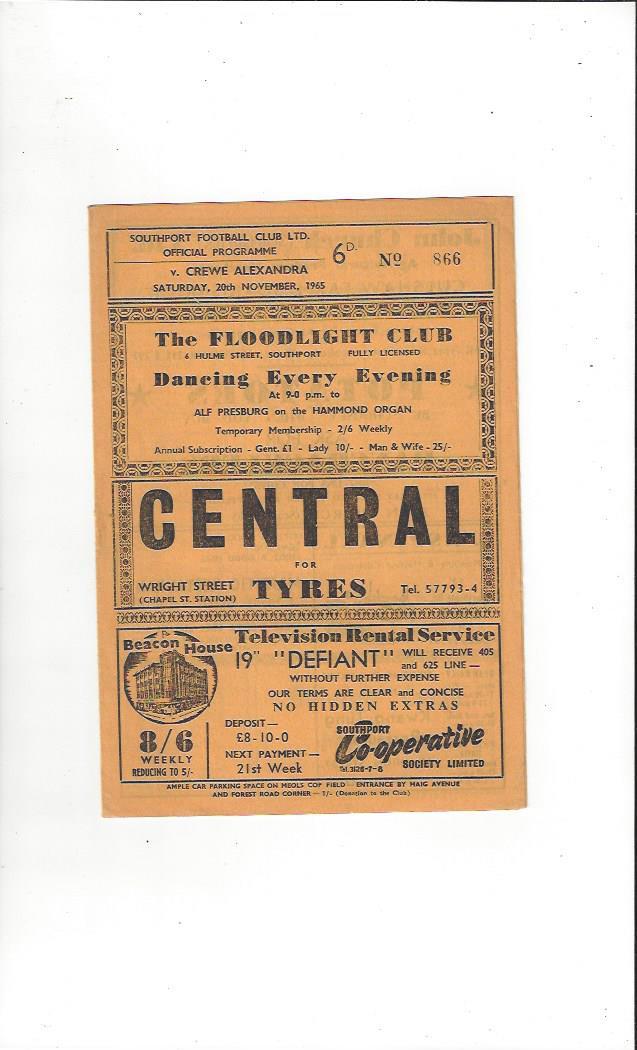 SOUTHPORT FOOTBALL CLUB LTD.
OFFICIAL PROGRAMME
v. CREWE ALEXANDRA
SATURDAY, 20th NOVEMBER, 1965
6D.
No 866
The FLOODLIGHT CLUB
6 HULME STREET, SOUTHPORT FULLY LICENSED
Dancing Every Evening
At 9-0 p.m. to
ALF PRESBURG on the HAMMOND ORGAN
Temporary Membership - 2/6 Weekly
Annual Subscription - Gent. £1 - Lady 10/- - Man & Wife - 25/-
CENTRAL
FOR
WRIGHT STREET
(CHAPEL ST. STATION)
TYRES
Tel. 57793-4
The
Beacon House
Television Rental Service
19" "DEFIANT" WILL RECEIVE 405
and 625 LINE —
WITHOUT FURTHER EXPENSE
OUR TERMS ARE CLEAR and CONCISE
NO HIDDEN EXTRAS
8/6
WEEKLY
REDUCING TO 5/-
DEPOSIT —
£8-10-0
NEXT PAYMENT —
21st Week
SOUTHPORT
Co-operative
Tel. 3126-7-8
SOCIETY LIMITED
AMPLE CAR PARKING SPACE ON MEOLS COP FIELD — ENTRANCE BY HAIG AVENUE
AND FOREST ROAD CORNER — 1/- (Donation to the Club)